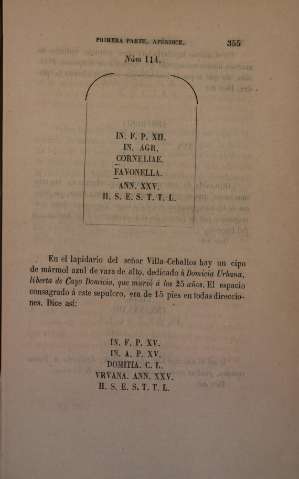 PRIMERA PARTE. APÉNDICE. 355
Núm 114.
IN. F. P. XII.
IN. AGR.
CORNELIAE.
FAVONELLA.
ANN. XXV.
H. S. E. S. T. T. L.
En el lapidario del señor Villa-Ceballos hay un cipo
de mármol azul de vara de alto, dedicado á Domicia Urbana,
liberta de Cayo Domicio, que murió á los 25 años. El espacio
consagrado á este sepulcro, era de 15 pies en todas direccio-
nes. Dice así:
IN. F. P. XV.
IN. A. P. XV.
DOMITIA. C. L.
VRVANA. ANN. XXV.
H. S. E. S. T. T. L.